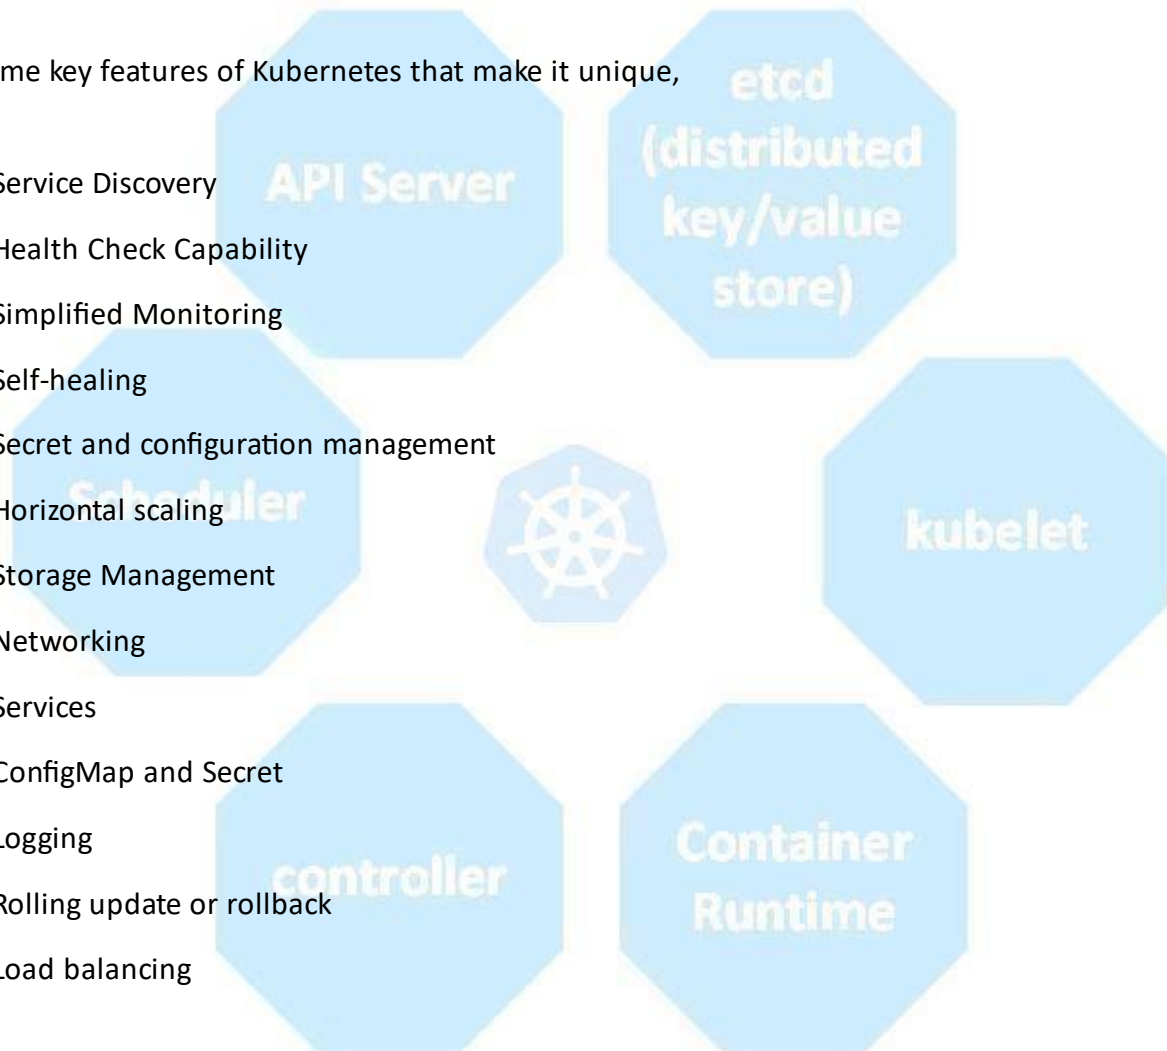 me key features of Kubernetes that make it unique,
Service Discovery
Health Check Capability
Simplified Monitoring
Self-healing
Secret and configuration management
Horizontal scaling
Storage Management
Networking
Services
ConfigMap and Secret
Logging
Rolling update or rollback
Load balancing
API Server
etcd
(distributed
key/value
store)
Scheduler
kubelet
controller
Container
Runtime